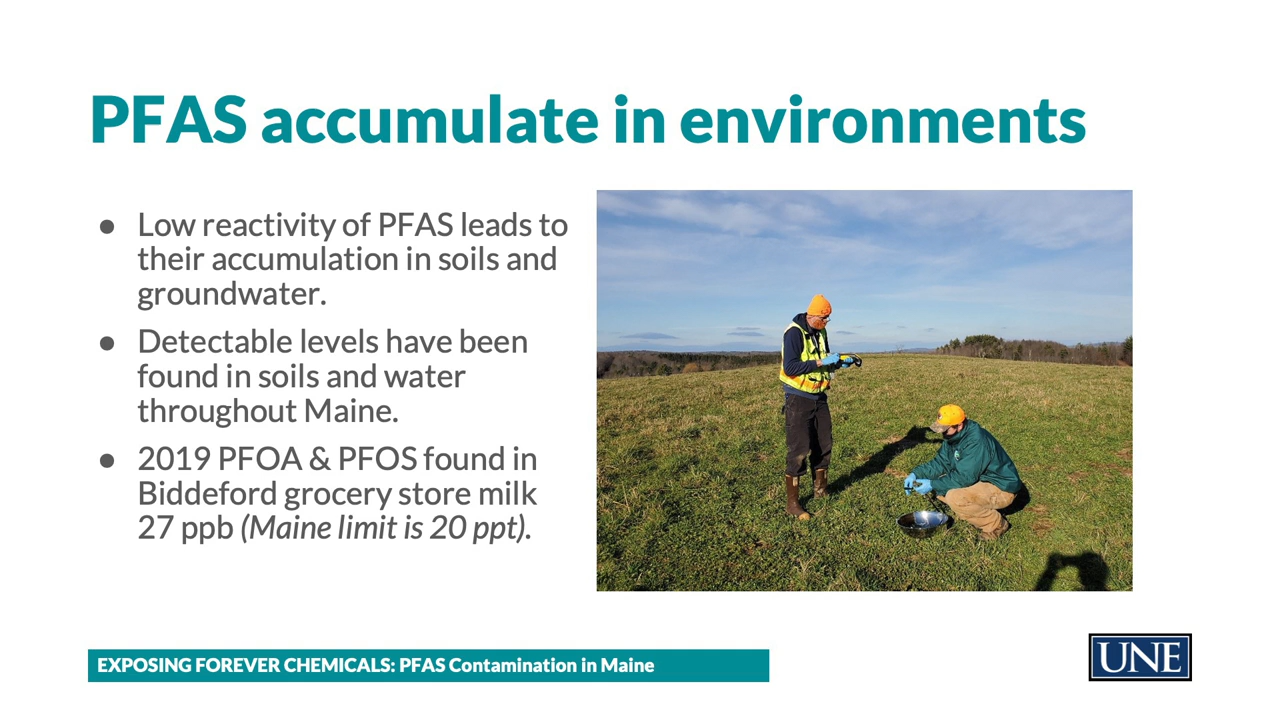 PFAS accumulate in environments
● Low reactivity of PFAS leads to
their accumulation in soils and
groundwater.
● Detectable levels have been
found in soils and water
throughout Maine.
● 2019 PFOA & PFOS found in
Biddeford grocery store milk
27 ppb (Maine limit is 20 ppt).
EXPOSING FOREVER CHEMICALS: PFAS Contamination in Maine
UNE